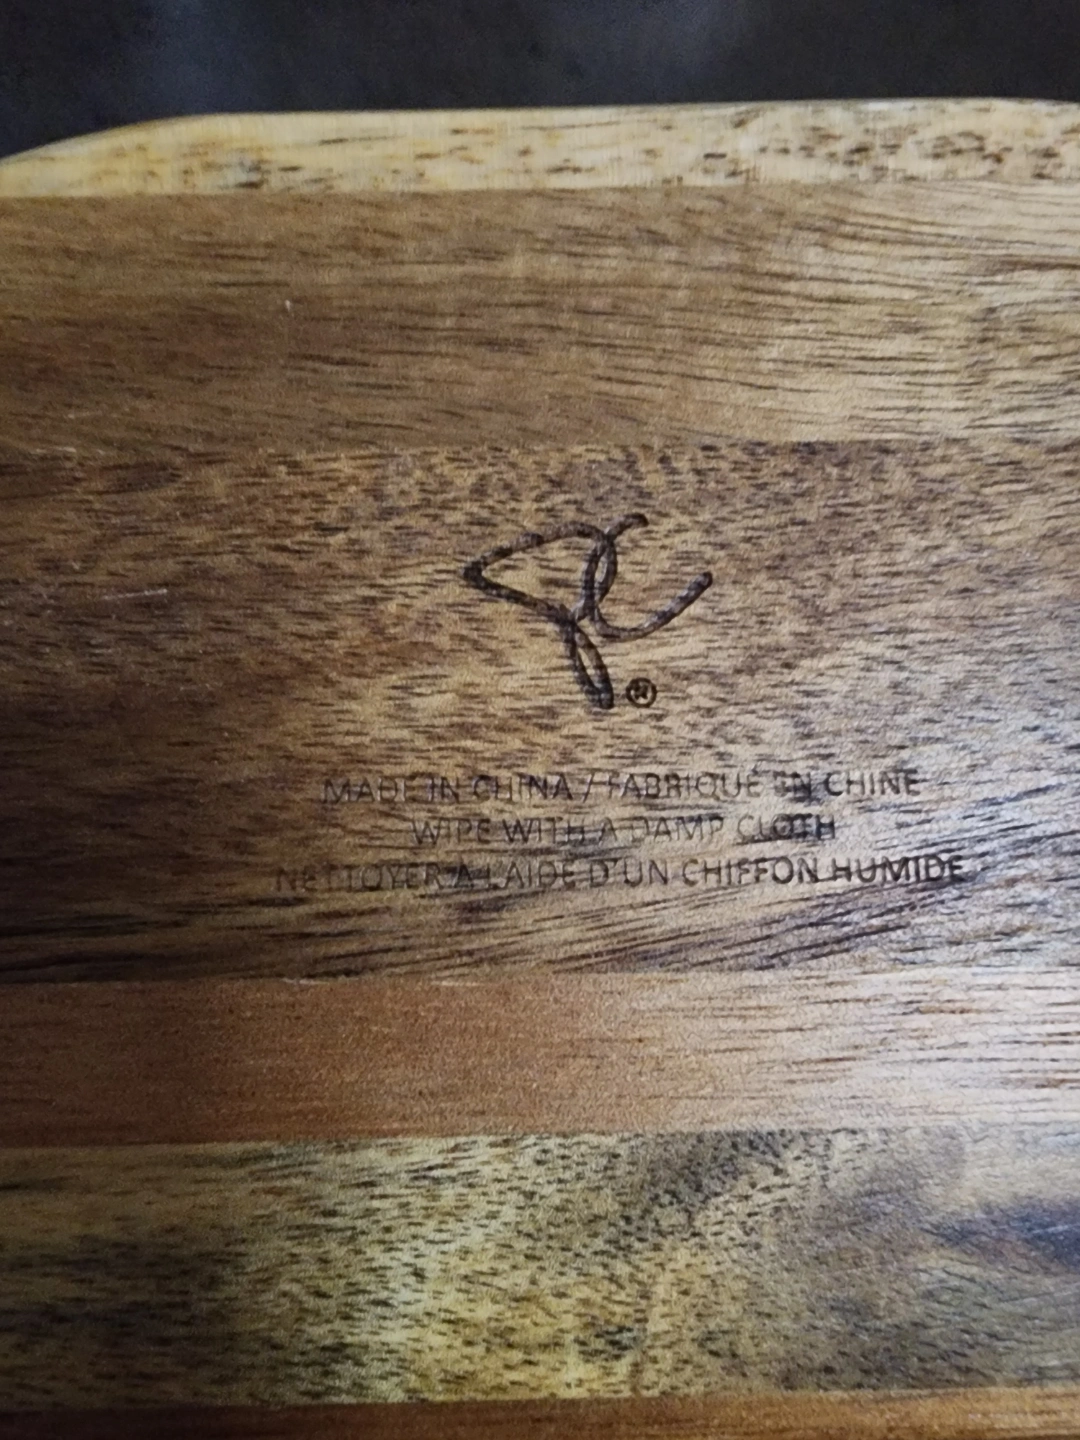 ®
MADE IN CHINA / FABRIQUÉ EN CHINE
WIPE WITH A DAMP CLOTH
NETTOYER À L'AIDE D'UN CHIFFON HUMIDE